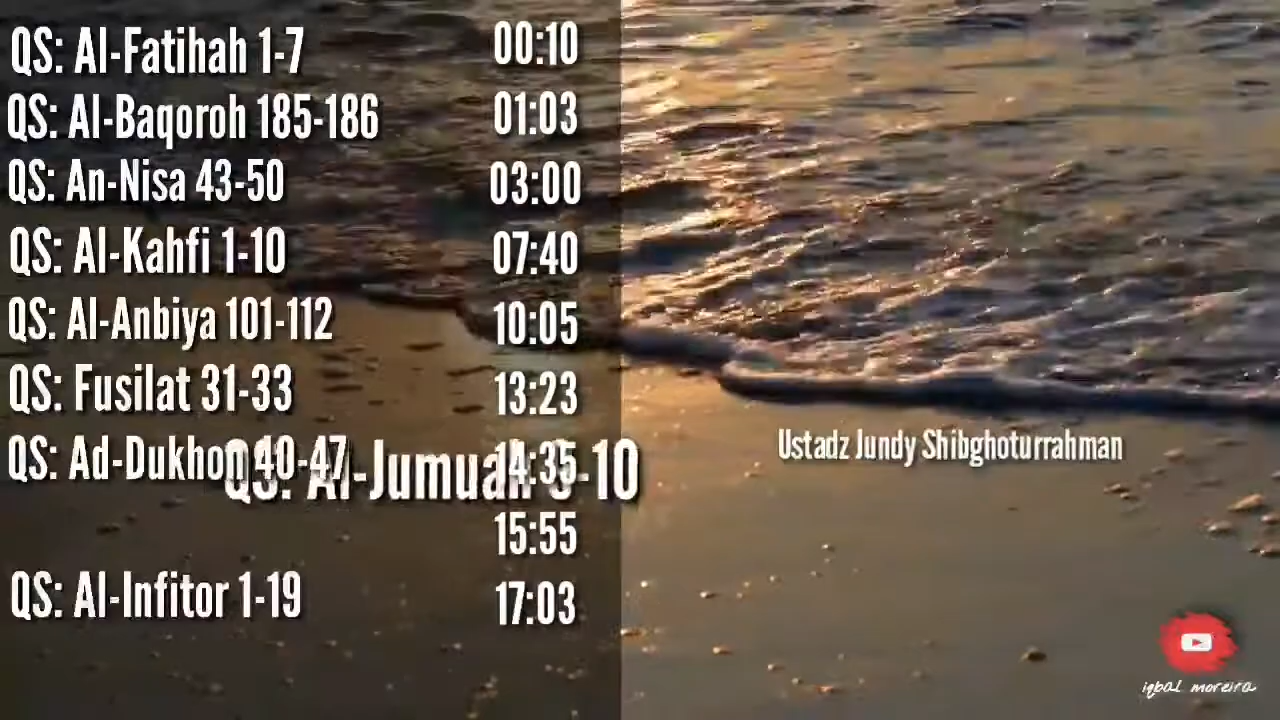 QS: Al-Fatihah 1-7 00:10
QS: Al-Baqoroh 185-186 01:03
QS: An-Nisa 43-50 03:00
QS: Al-Kahfi 1-10 07:40
QS: Al-Anbiya 101-112 10:05
QS: Fusilat 31-33 13:23
QS: Ad-Dukhon 40-47 14:35
QS: Al-Jumuah 15:55
QS: Al-Infitor 1-19 17:03
Ustadz Jundy Shibghoturrahman
iqbal moreira